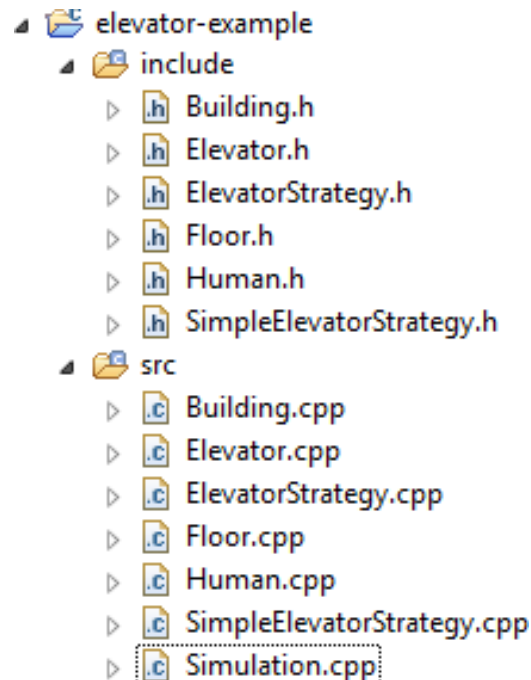 elevator-example
include
.h Building.h
.h Elevator.h
.h ElevatorStrategy.h
.h Floor.h
.h Human.h
.h SimpleElevatorStrategy.h
src
.c Building.cpp
.c Elevator.cpp
.c ElevatorStrategy.cpp
.c Floor.cpp
.c Human.cpp
.c SimpleElevatorStrategy.cpp
.c Simulation.cpp